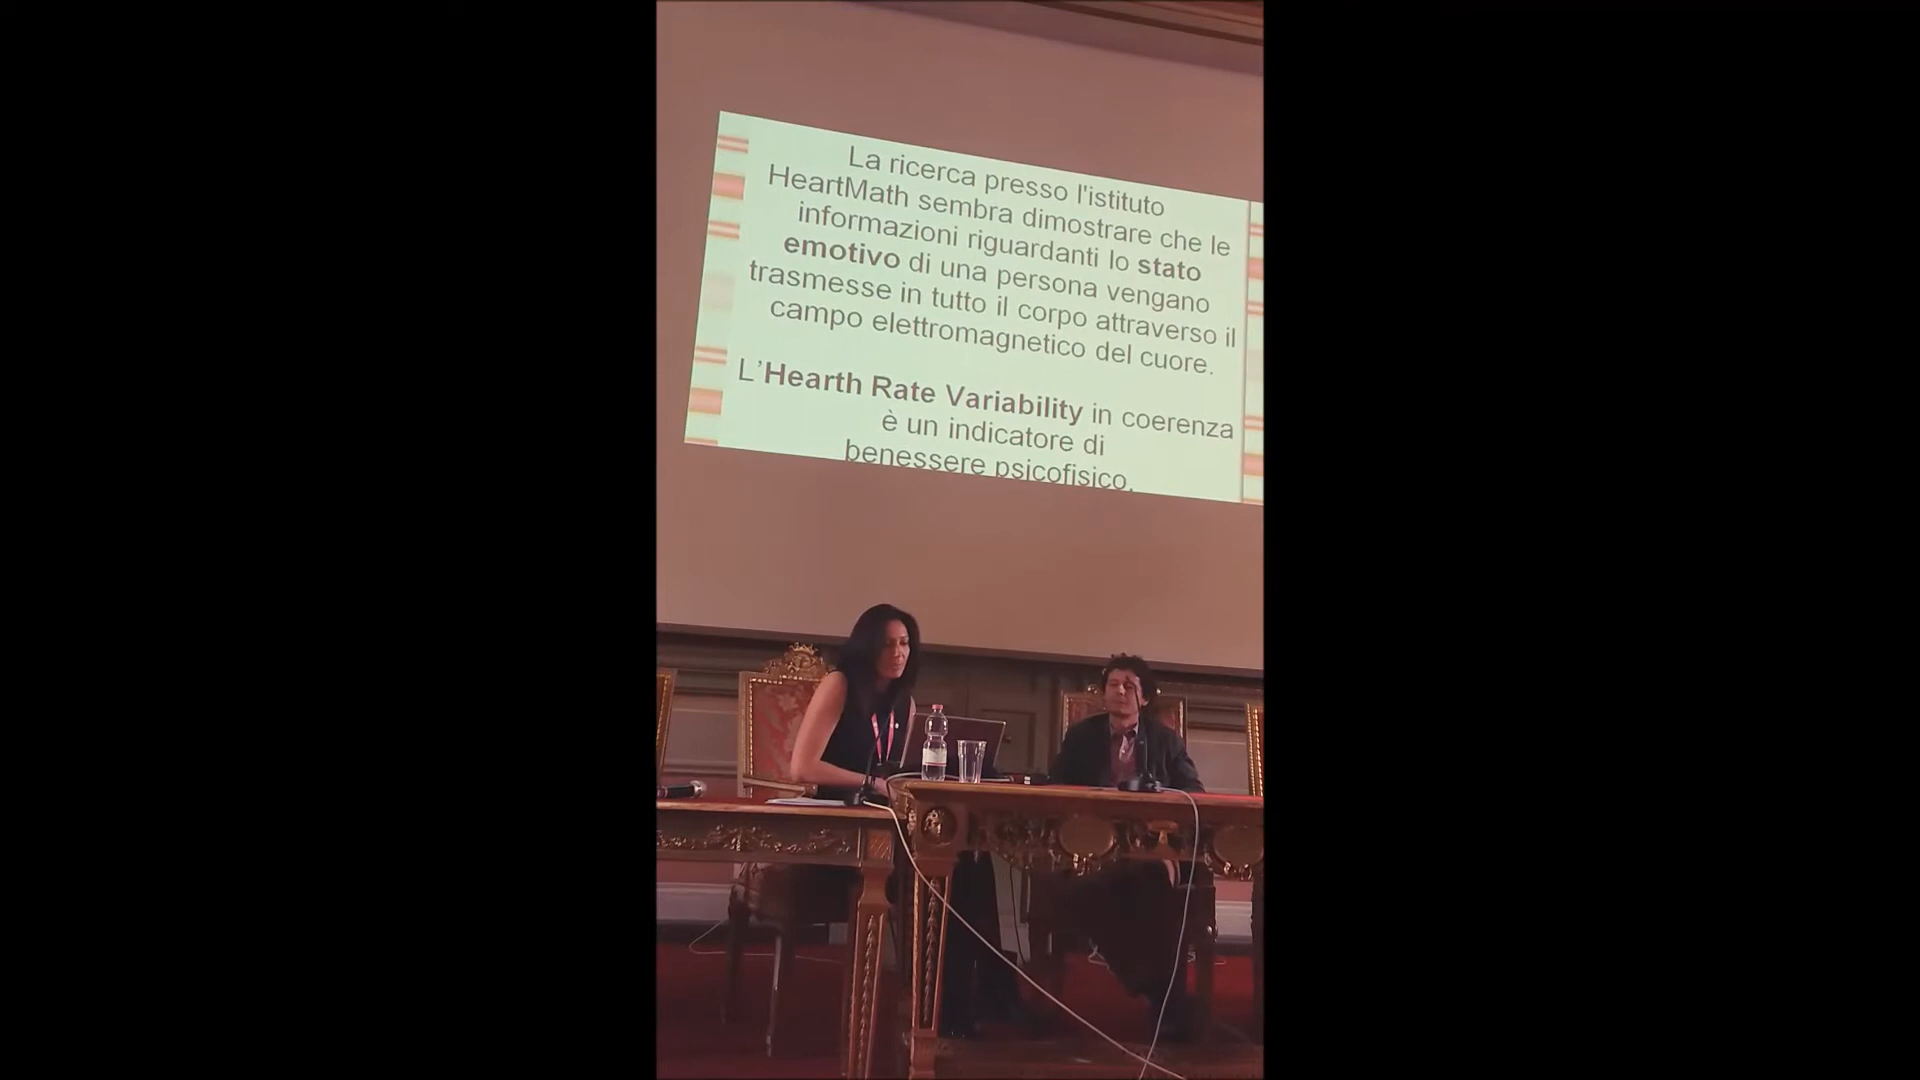 La ricerca presso l'istituto
HeartMath sembra dimostrare che le
informazioni riguardanti lo stato
emotivo di una persona vengano
trasmesse in tutto il corpo attraverso il
campo elettromagnetico del cuore.
L’Hearth Rate Variability in coerenza
è un indicatore di
benessere psicofisico.